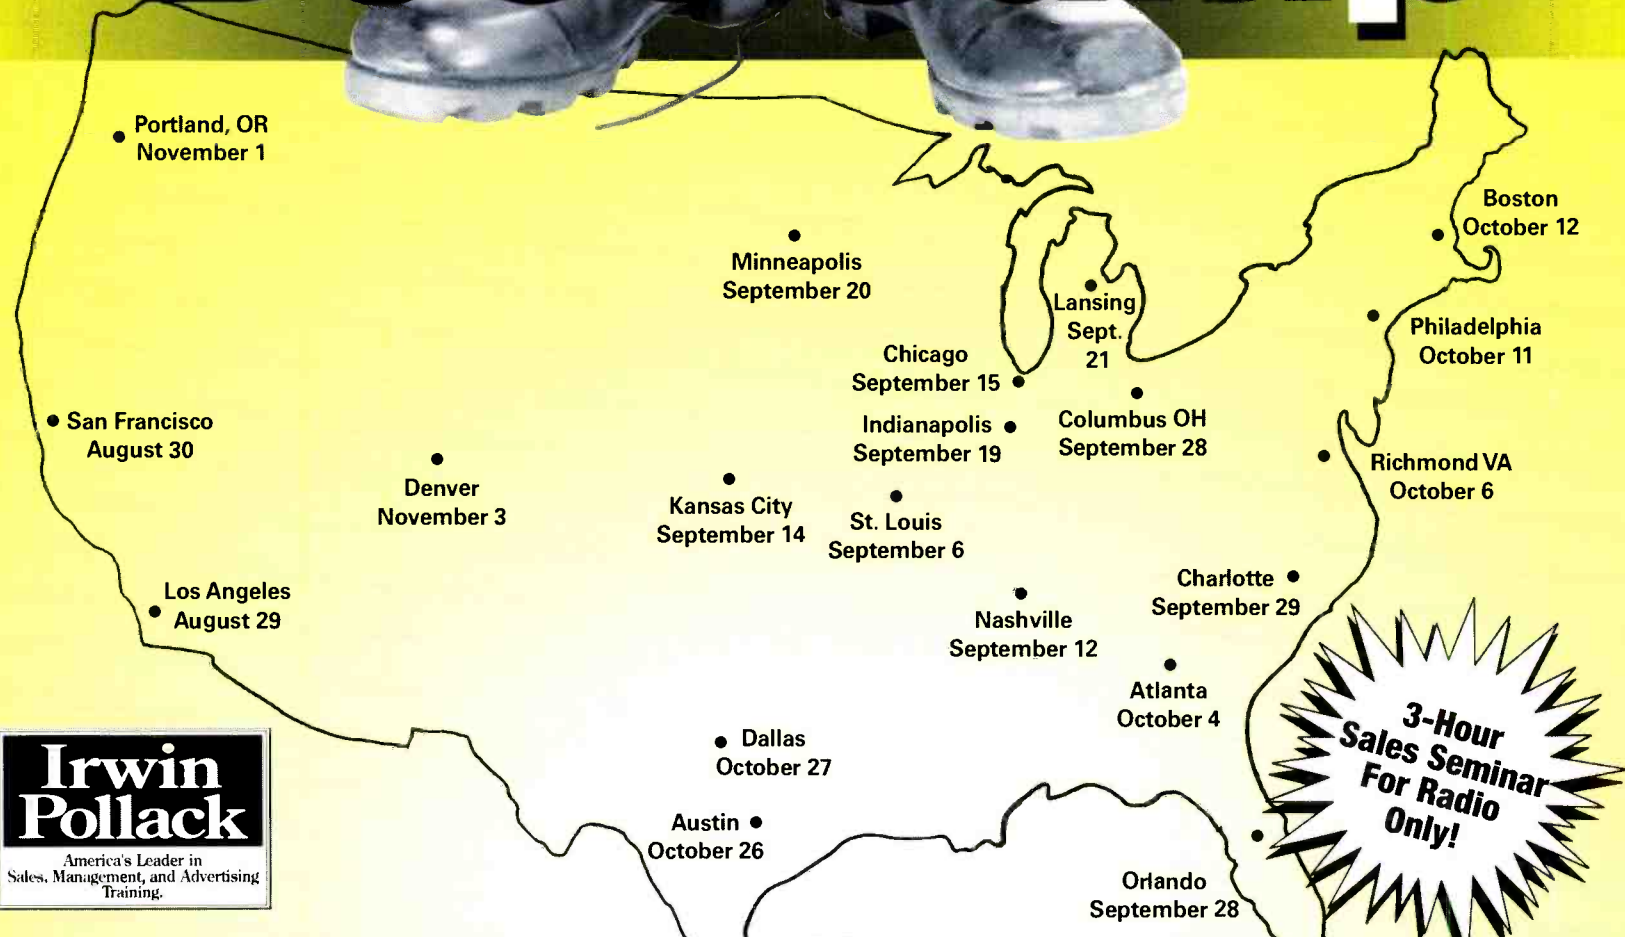 Portland, OR
November 1
Boston
October 12
Minneapolis
September 20
Lansing
Sept.
21
Philadelphia
October 11
Chicago
September 15
San Francisco
August 30
Indianapolis
September 19
Columbus OH
September 28
Richmond VA
October 6
Denver
November 3
Kansas City
September 14
St. Louis
September 6
Los Angeles
August 29
Charlotte
September 29
Nashville
September 12
Atlanta
October 4
3-Hour
Sales Seminar
For Radio
Only!
Dallas
October 27
Irwin
Pollack
America's Leader in
Sales, Management, and Advertising
Training.
Austin
October 26
Orlando
September 28